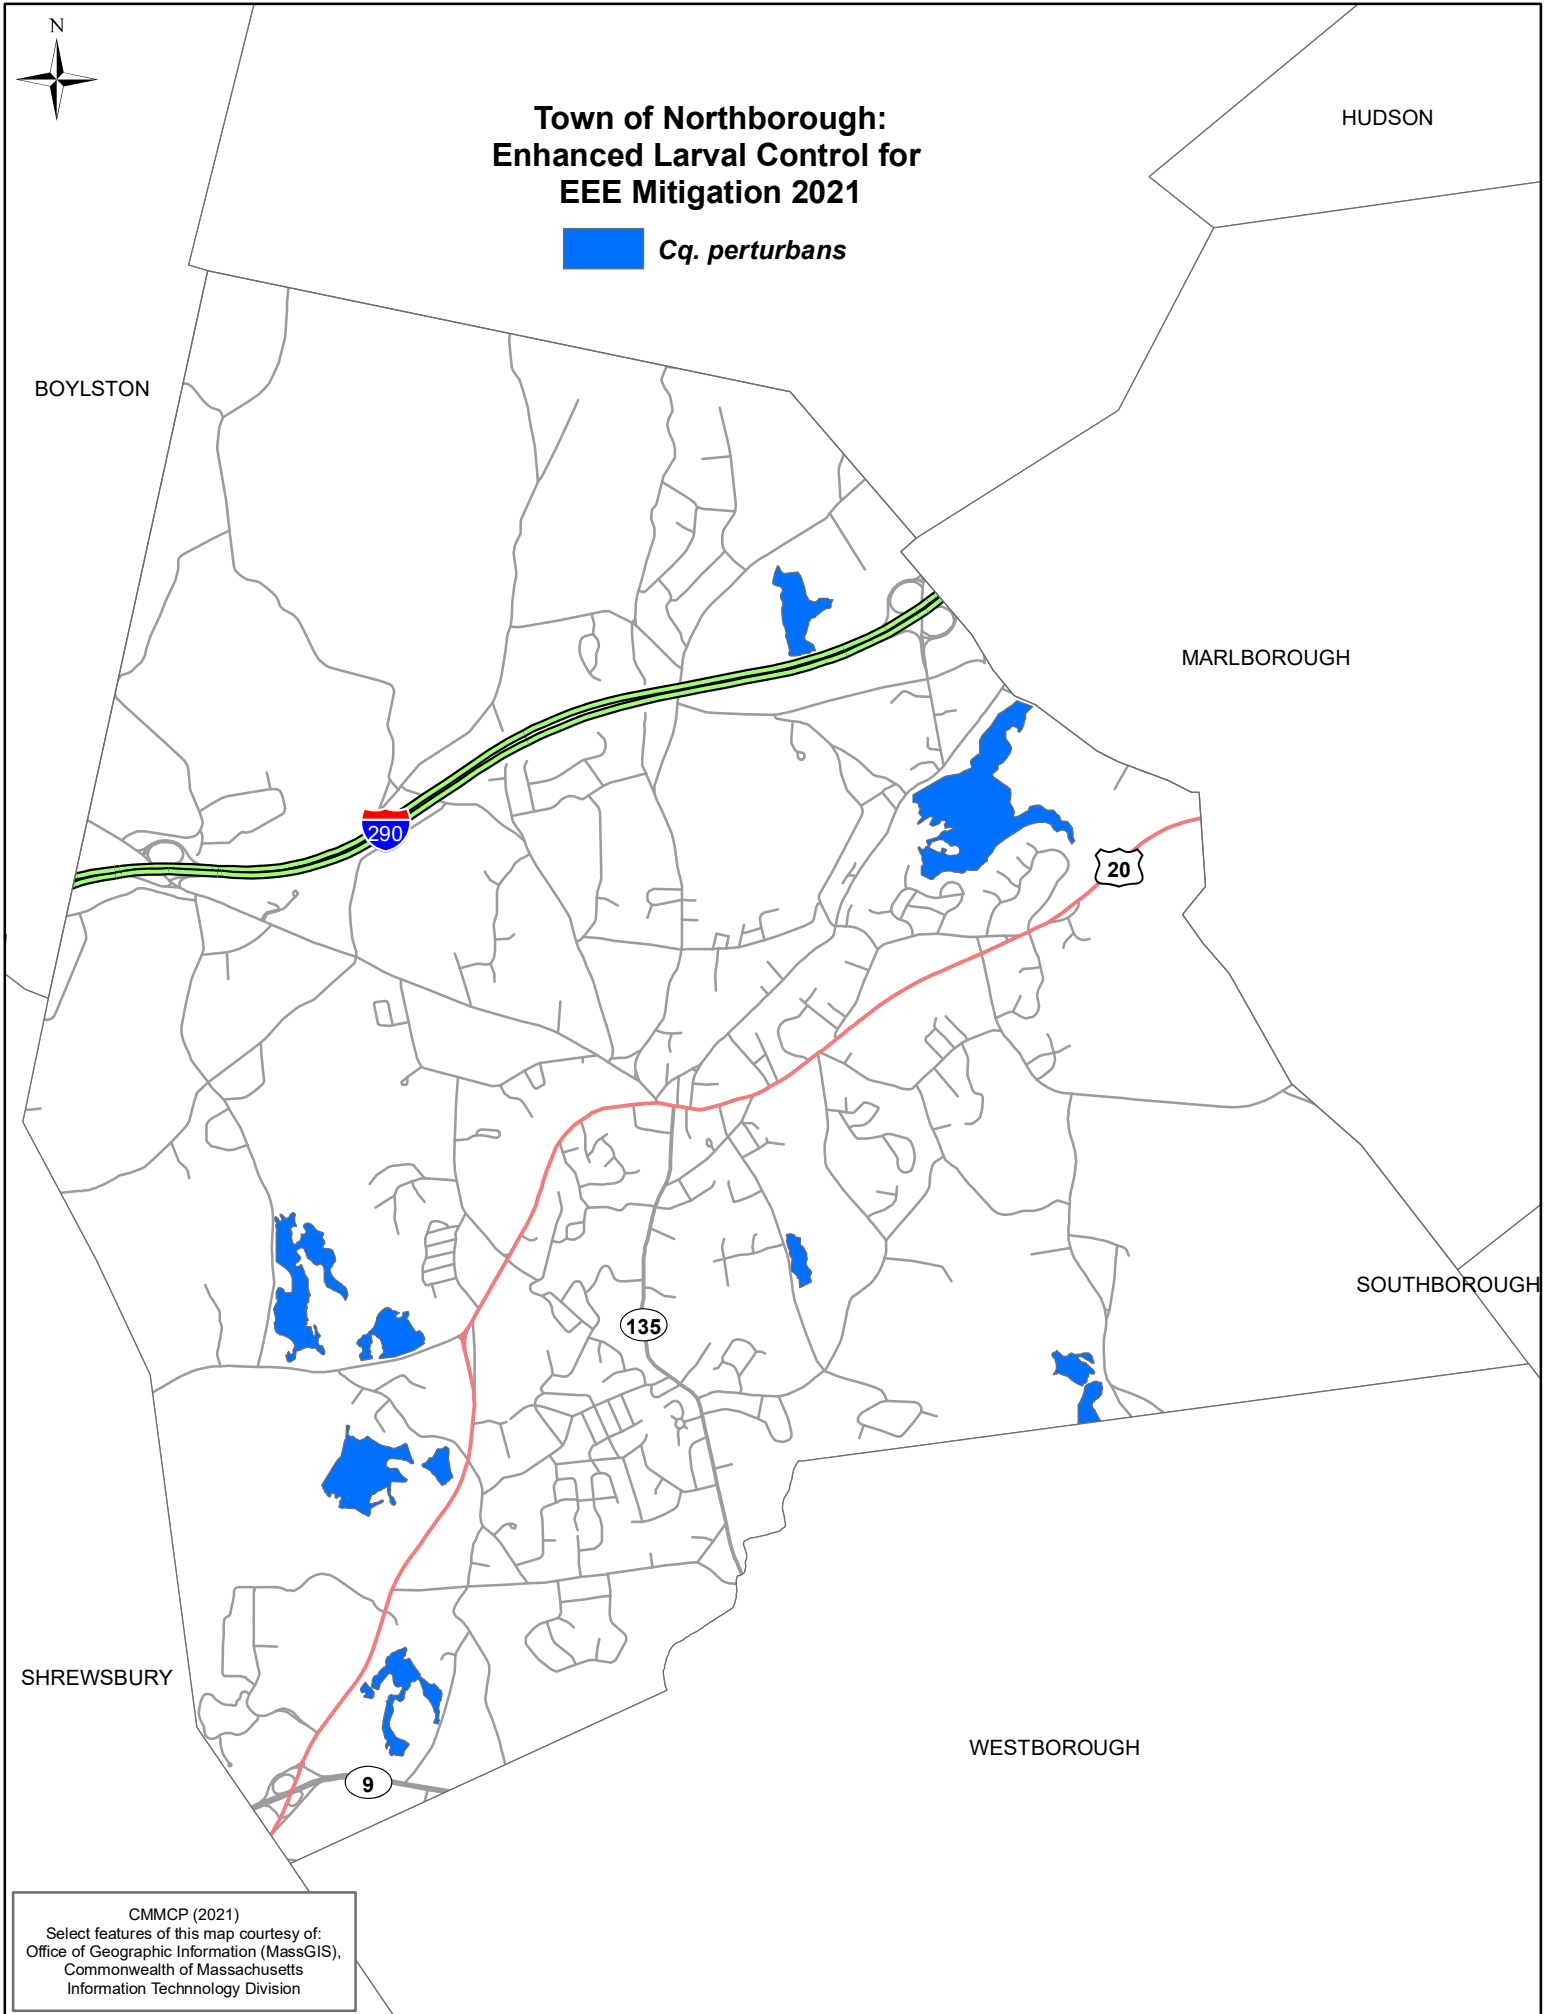 N
Town of Northborough:
Enhanced Larval Control for
EEE Mitigation 2021
Cq. perturbans
HUDSON
BOYLSTON
MARLBOROUGH
290
20
SOUTHBOROUGH
135
SHREWSBURY
WESTBOROUGH
9
CMMCP (2021)
Select features of this map courtesy of:
Office of Geographic Information (MassGIS),
Commonwealth of Massachusetts
Information Technnology Division